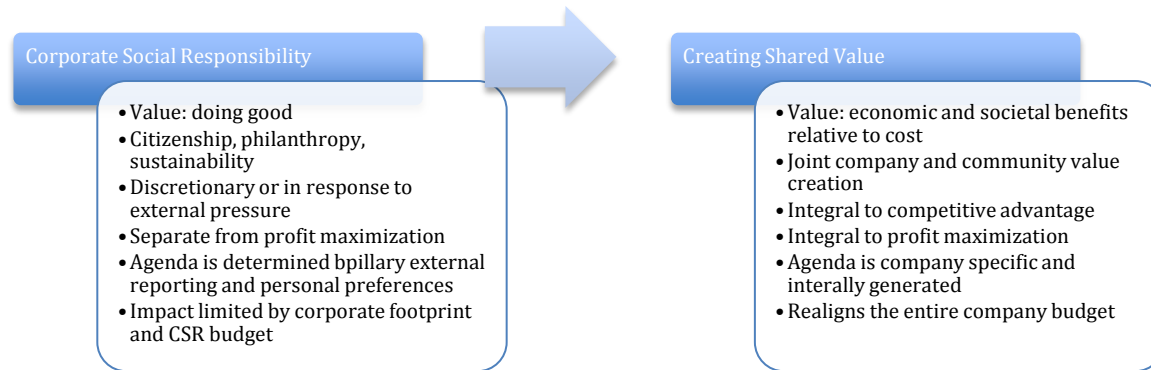 Corporate Social Responsibility
• Value: doing good
• Citizenship, philanthropy,
sustainability
• Discretionary or in response to
external pressure
• Separate from profit maximization
• Agenda is determined bpillary external
reporting and personal preferences
• Impact limited by corporate footprint
and CSR budget
Creating Shared Value
• Value: economic and societal benefits
relative to cost
• Joint company and community value
creation
• Integral to competitive advantage
• Integral to profit maximization
• Agenda is company specific and
interally generated
• Realigns the entire company budget